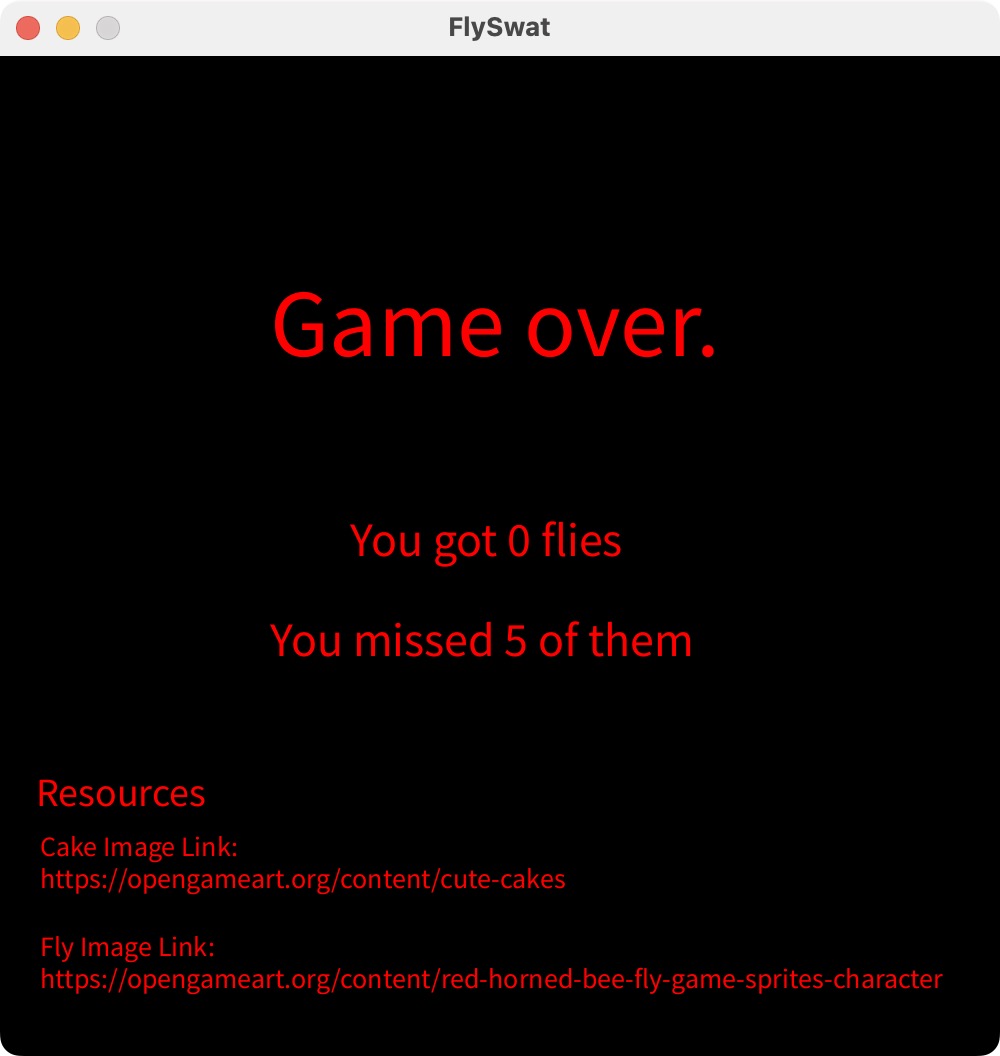 FlySwat
Game over.
You got 0 flies
You missed 5 of them
Resources
Cake Image Link:
https://opengameart.org/content/cute-cakes
Fly Image Link:
https://opengameart.org/content/red-horned-bee-fly-game-sprites-character